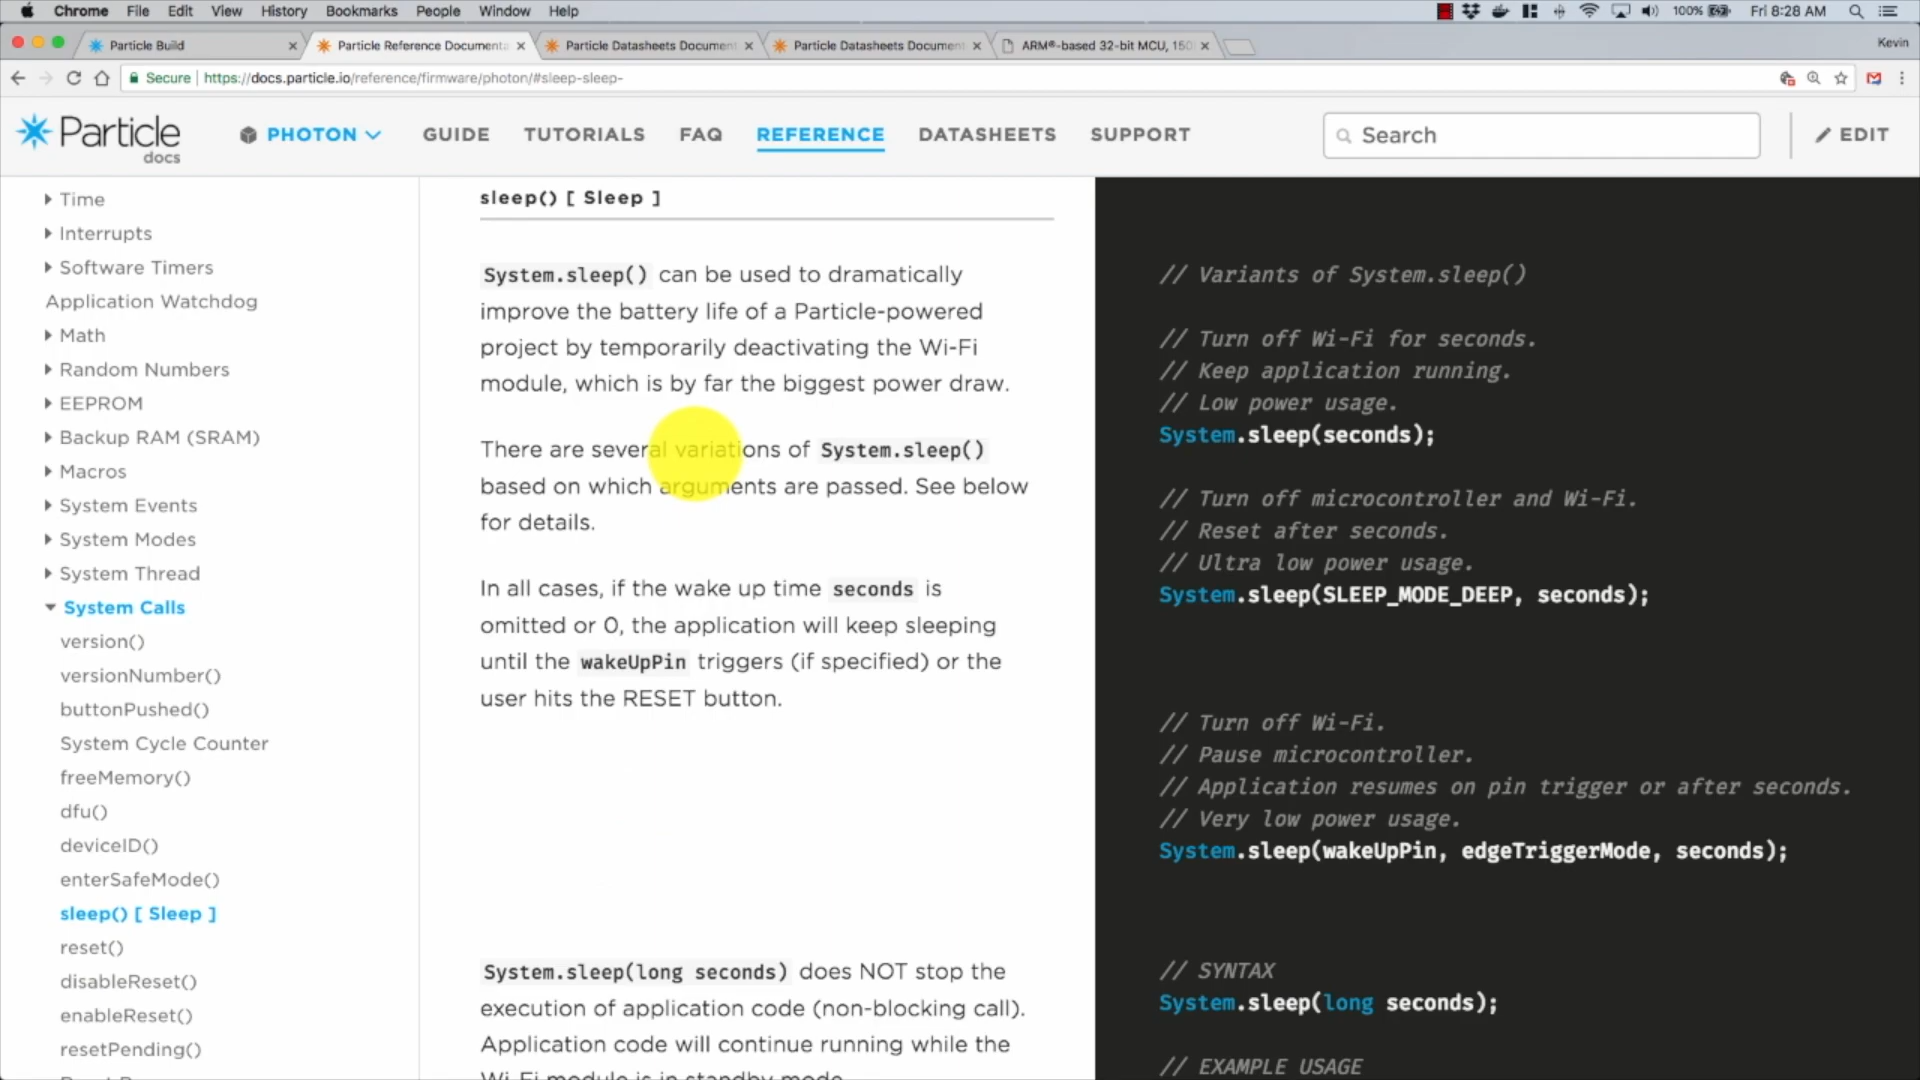 Chrome File Edit View History Bookmarks People Window Help 100% Fri 8:28 AM
Particle Build Particle Reference Documenta Particle Datasheets Document Particle Datasheets Document ARM®-based 32-bit MCU, 150 Kevin
Secure https://docs.particle.io/reference/firmware/photon/#sleep-sleep-
Particle docs PHOTON GUIDE TUTORIALS FAQ REFERENCE DATASHEETS SUPPORT Search EDIT
Time
Interrupts
Software Timers
Application Watchdog
Math
Random Numbers
EEPROM
Backup RAM (SRAM)
Macros
System Events
System Modes
System Thread
System Calls
version()
versionNumber()
buttonPushed()
System Cycle Counter
freeMemory()
dfu()
deviceID()
enterSafeMode()
sleep() [ Sleep ]
reset()
disableReset()
enableReset()
resetPending()
sleep() [ Sleep ]
System.sleep() can be used to dramatically
improve the battery life of a Particle-powered
project by temporarily deactivating the Wi-Fi
module, which is by far the biggest power draw.
There are several variations of System.sleep()
based on which arguments are passed. See below
for details.
In all cases, if the wake up time seconds is
omitted or 0, the application will keep sleeping
until the wakeUpPin triggers (if specified) or the
user hits the RESET button.
System.sleep(long seconds) does NOT stop the
execution of application code (non-blocking call).
Application code will continue running while the
Wi-Fi module is in standby mode
// Variants of System.sleep()
// Turn off Wi-Fi for seconds.
// Keep application running.
// Low power usage.
System.sleep(seconds);
// Turn off microcontroller and Wi-Fi.
// Reset after seconds.
// Ultra low power usage.
System.sleep(SLEEP_MODE_DEEP, seconds);
// Turn off Wi-Fi.
// Pause microcontroller.
// Application resumes on pin trigger or after seconds.
// Very low power usage.
System.sleep(wakeUpPin, edgeTriggerMode, seconds);
// SYNTAX
System.sleep(long seconds);
// EXAMPLE USAGE